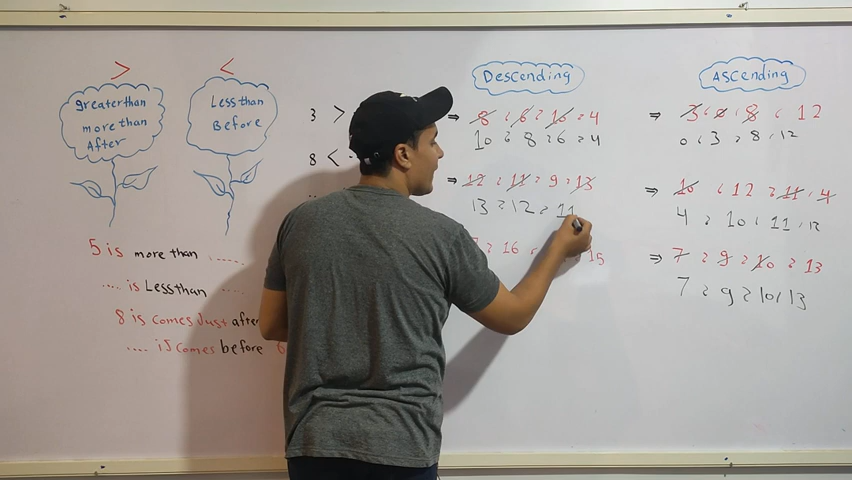 >
greater than
more than
After
<
Less than
Before
3 >
8 <
5 is more than ......
.... is Less than ....
8 is comes Just after
.... is comes before 6
Descending
⇒ 8 , 6 , 10 , 4
10 , 8 , 6 , 4
⇒ 12 , 11 , 9 , 13
13 , 12 , 11
16 , 15
Ascending
⇒ 3 , 0 , 8 , 12
0 , 3 , 8 , 12
⇒ 10 , 12 , 11 , 4
4 , 10 , 11 , 12
⇒ 7 , 9 , 10 , 13
7 , 9 , 10 , 13